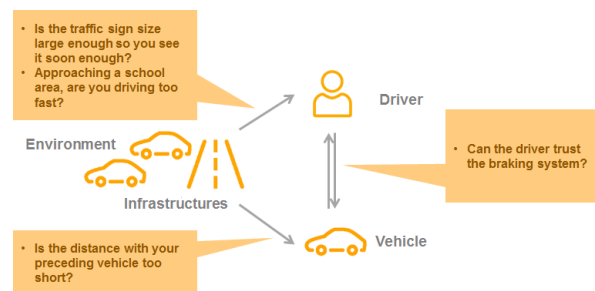 • Is the traffic sign size
large enough so you see
it soon enough?
• Approaching a school
area, are you driving too
fast?
Driver
Environment
• Can the driver trust
the braking system?
Infrastructures
Vehicle
• Is the distance with your
preceding vehicle too
short?